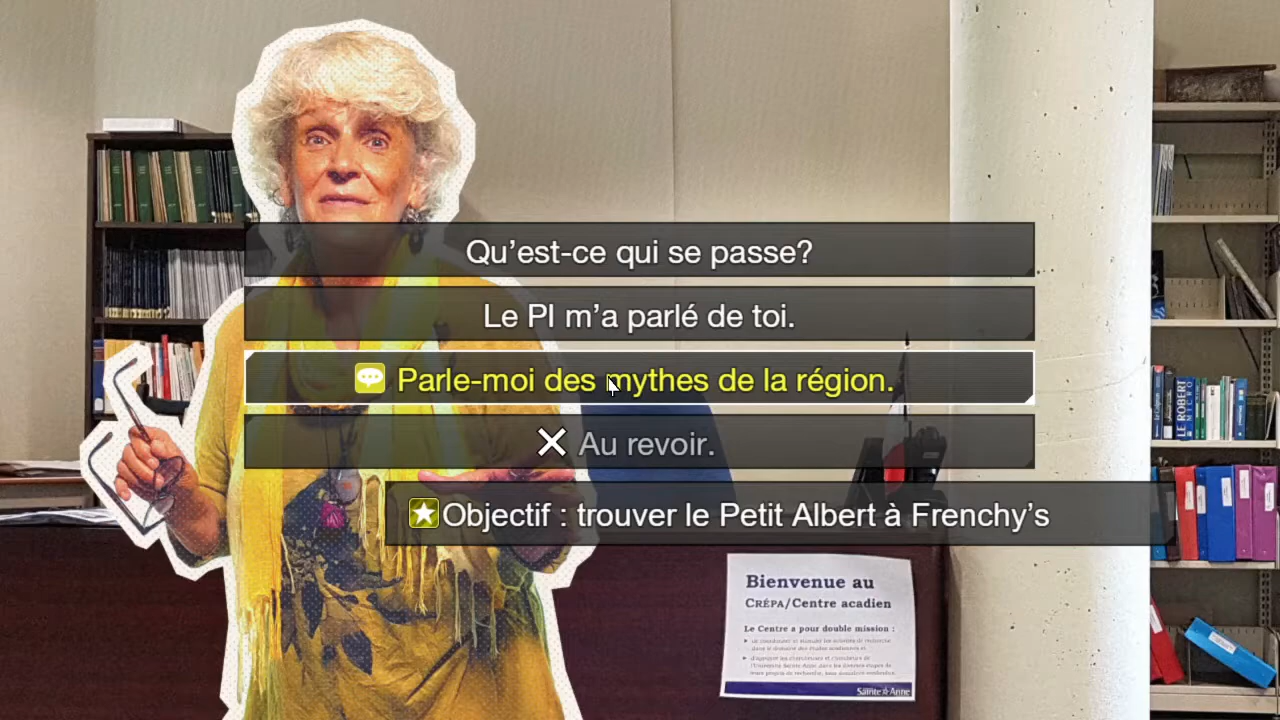 Qu’est-ce qui se passe?
Le PI m’a parlé de toi.
Parle-moi des mythes de la région.
Au revoir.
Objectif : trouver le Petit Albert à Frenchy’s
LE ROBERT
Bienvenue au
CRÉPA/Centre acadien
Le Centre a pour double mission :
Sainte Anne